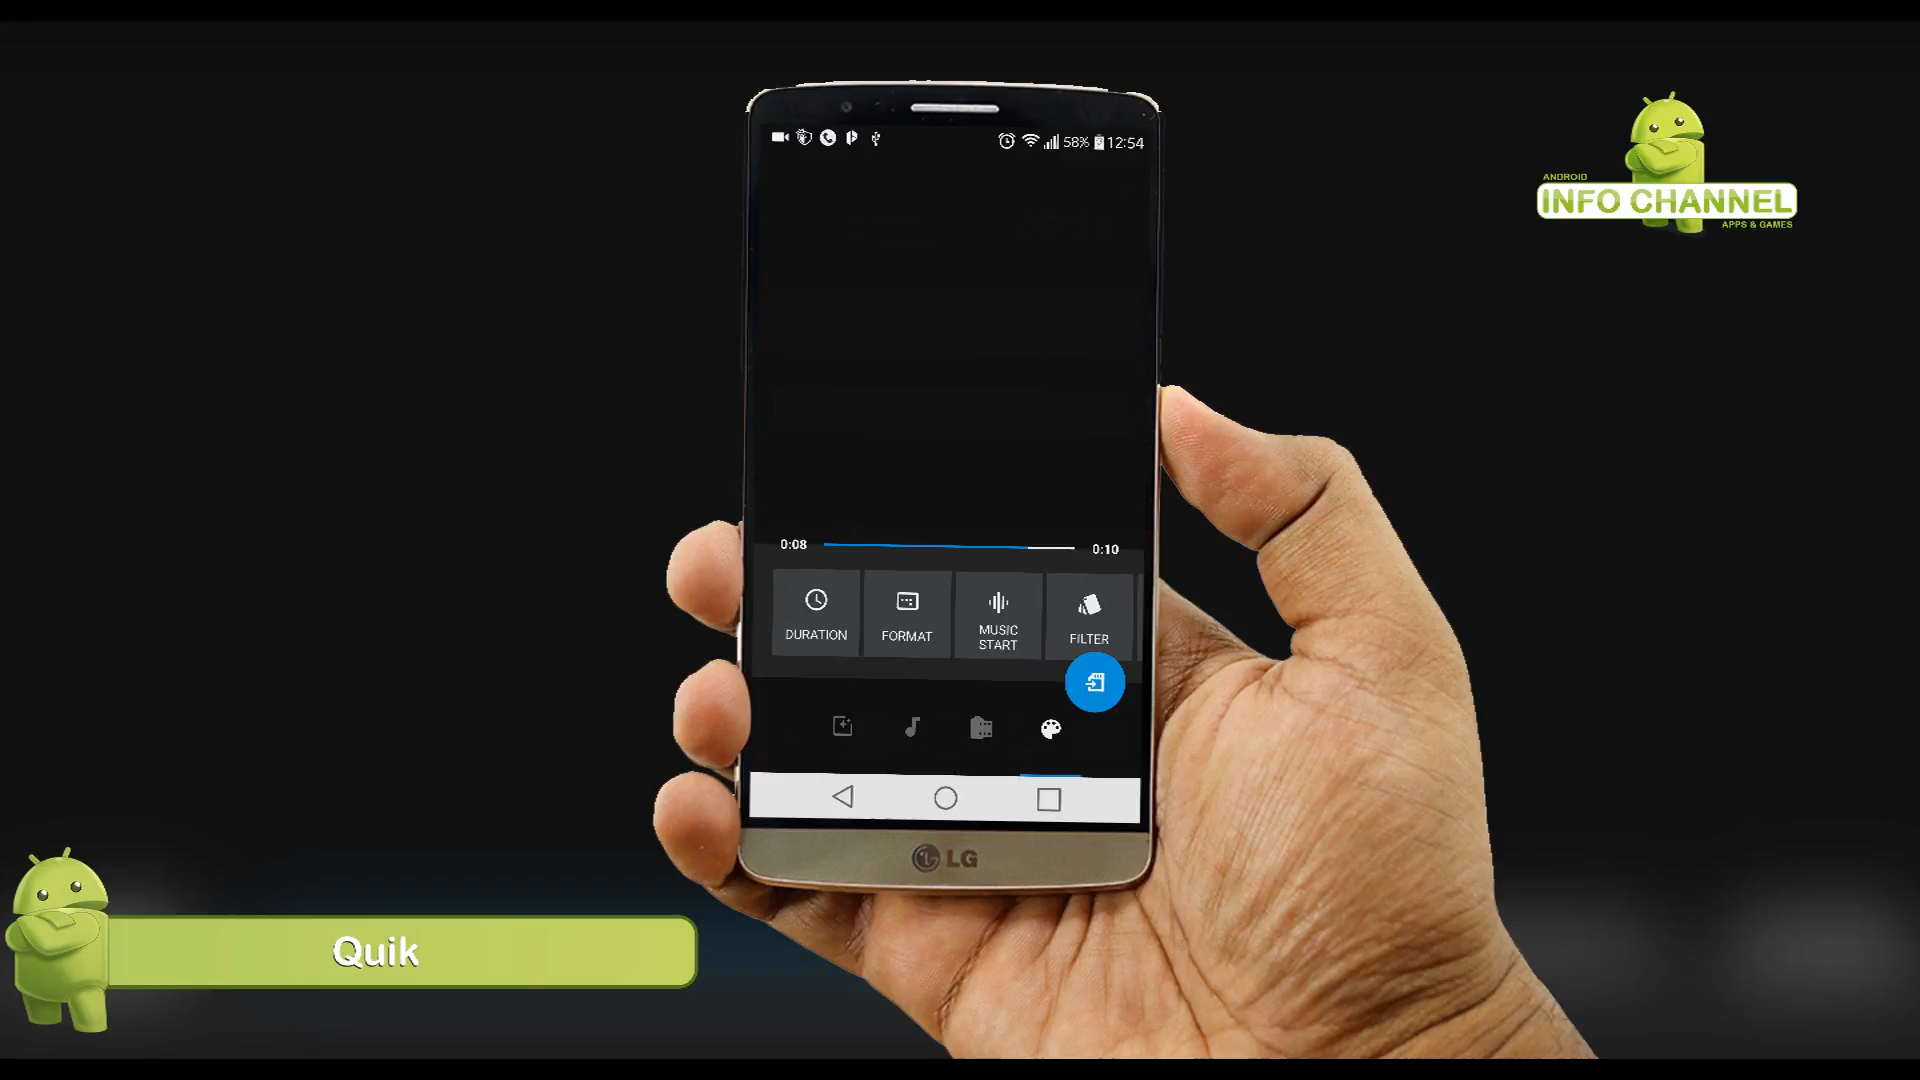 ANDROID
INFO CHANNEL
APPS & GAMES
58% 12:54
0:08 0:10
DURATION FORMAT MUSIC START FILTER
LG
Quik